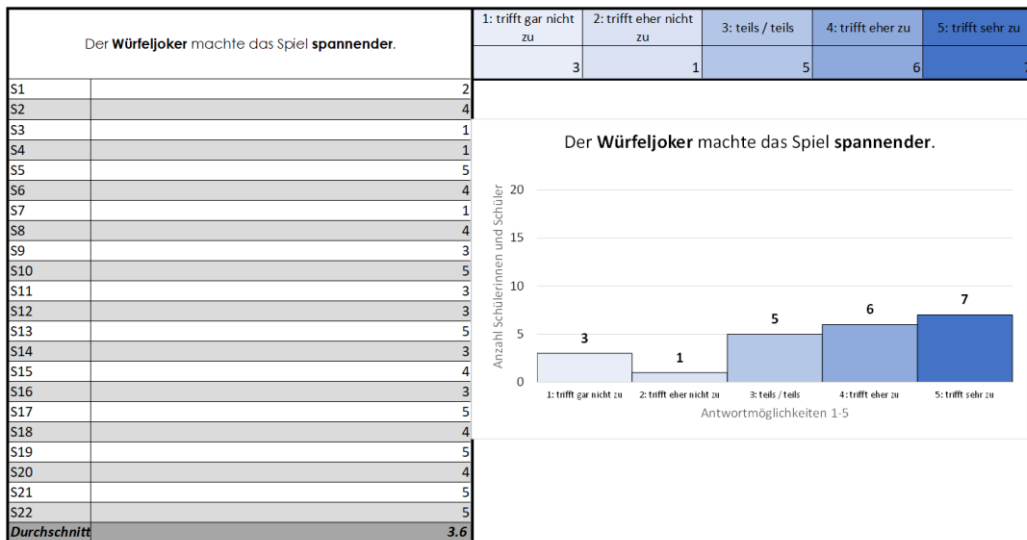 Der Würfeljoker machte das Spiel spannender.
1: trifft gar nicht zu
2: trifft eher nicht zu
3: teils / teils
4: trifft eher zu
5: trifft sehr zu
3 1 5 6 7
S1 2
S2 4
S3 1
S4 1
S5 5
S6 4
S7 1
S8 4
S9 3
S10 5
S11 3
S12 3
S13 5
S14 3
S15 4
S16 3
S17 5
S18 4
S19 5
S20 4
S21 5
S22 5
Durchschnitt 3.6
Der Würfeljoker machte das Spiel spannender.
Anzahl Schülerinnen und Schüler
20
15
10
5
0
3
1
5
6
7
1: trifft gar nicht zu
2: trifft eher nicht zu
3: teils / teils
4: trifft eher zu
5: trifft sehr zu
Antwortmöglichkeiten 1-5